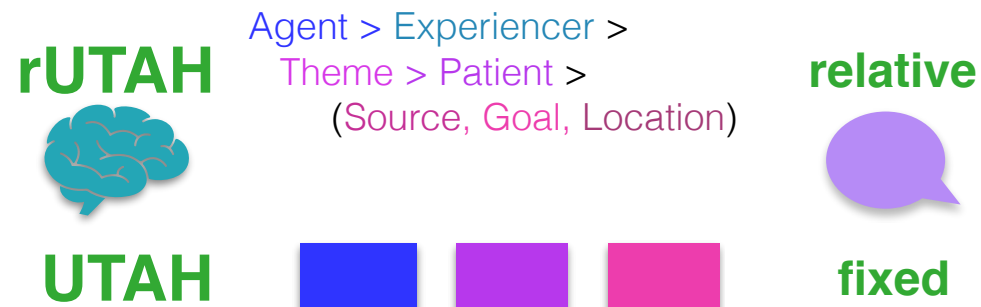 rUTAH
Agent > Experiencer >
Theme > Patient >
(Source, Goal, Location)
relative
UTAH
fixed